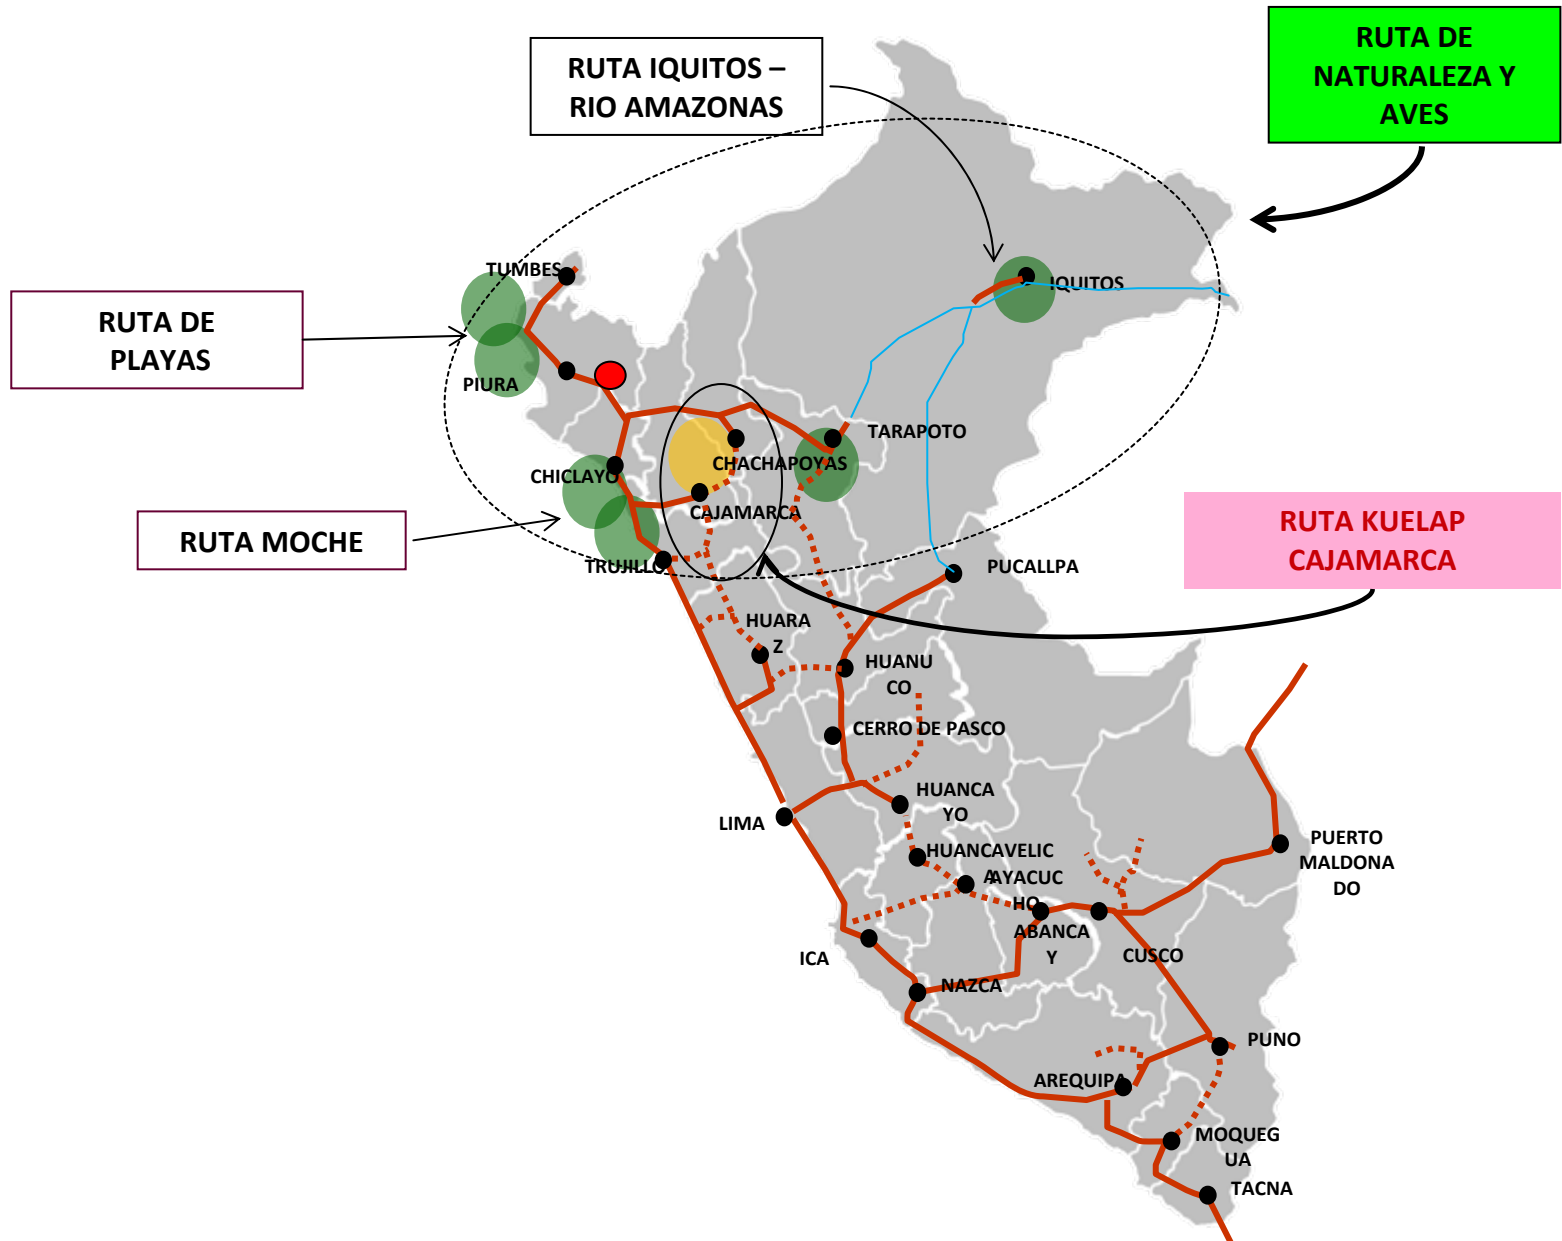 RUTA DE
NATURALEZA Y
AVES
RUTA IQUITOS –
RIO AMAZONAS
TUMBES
IQUITOS
RUTA DE
PLAYAS
PIURA
TARAPOTO
CHACHAPOYAS
CHICLAYO
CAJAMARCA
RUTA MOCHE
RUTA KUELAP
CAJAMARCA
TRUJILLO
PUCALLPA
HUARA
Z
HUANU
CO
CERRO DE PASCO
HUANCA
YO
LIMA
PUERTO
MALDONA
DO
HUANCAVELIC
A
AYACUC
HO
ABANCA
Y
CUSCO
ICA
NAZCA
PUNO
AREQUIPA
MOQUEG
UA
TACNA